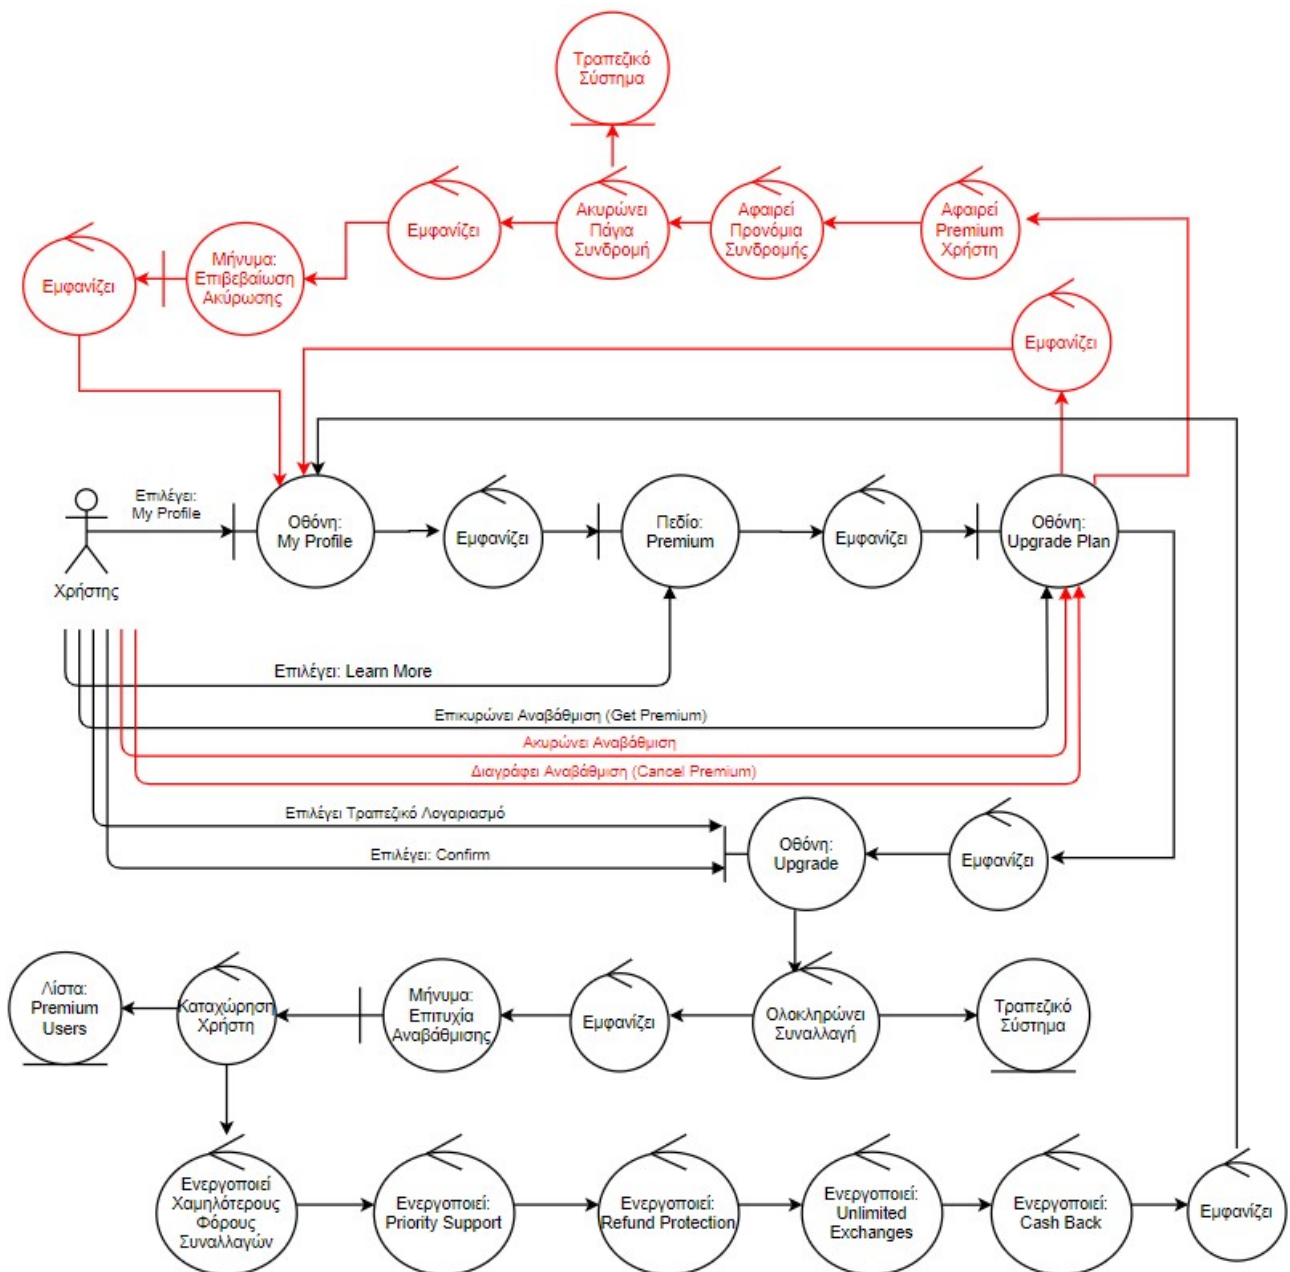 Τραπεζικό
Σύστημα
Εμφανίζει
Ακυρώνει
Πάγια
Συνδρομή
Αφαιρεί
Προνόμια
Συνδρομής
Αφαιρεί
Premium
Χρήστη
Εμφανίζει
Μήνυμα:
Επιβεβαίωση
Ακύρωσης
Εμφανίζει
Επιλέγει:
My Profile
Χρήστης
Οθόνη:
My Profile
Εμφανίζει
Πεδίο:
Premium
Εμφανίζει
Οθόνη:
Upgrade Plan
Επιλέγει: Learn More
Επικυρώνει Αναβάθμιση (Get Premium)
Ακυρώνει Αναβάθμιση
Διαγράφει Αναβάθμιση (Cancel Premium)
Επιλέγει Τραπεζικό Λογαριασμό
Επιλέγει: Confirm
Οθόνη:
Upgrade
Εμφανίζει
Λίστα:
Premium
Users
Καταχώρηση
Χρήστη
Μήνυμα:
Επιτυχία
Αναβάθμισης
Εμφανίζει
Ολοκληρώνει
Συναλλαγή
Τραπεζικό
Σύστημα
Ενεργοποιεί
Χαμηλότερους
Φόρους
Συναλλαγών
Ενεργοποιεί:
Priority Support
Ενεργοποιεί:
Refund Protection
Ενεργοποιεί:
Unlimited
Exchanges
Ενεργοποιεί:
Cash Back
Εμφανίζει